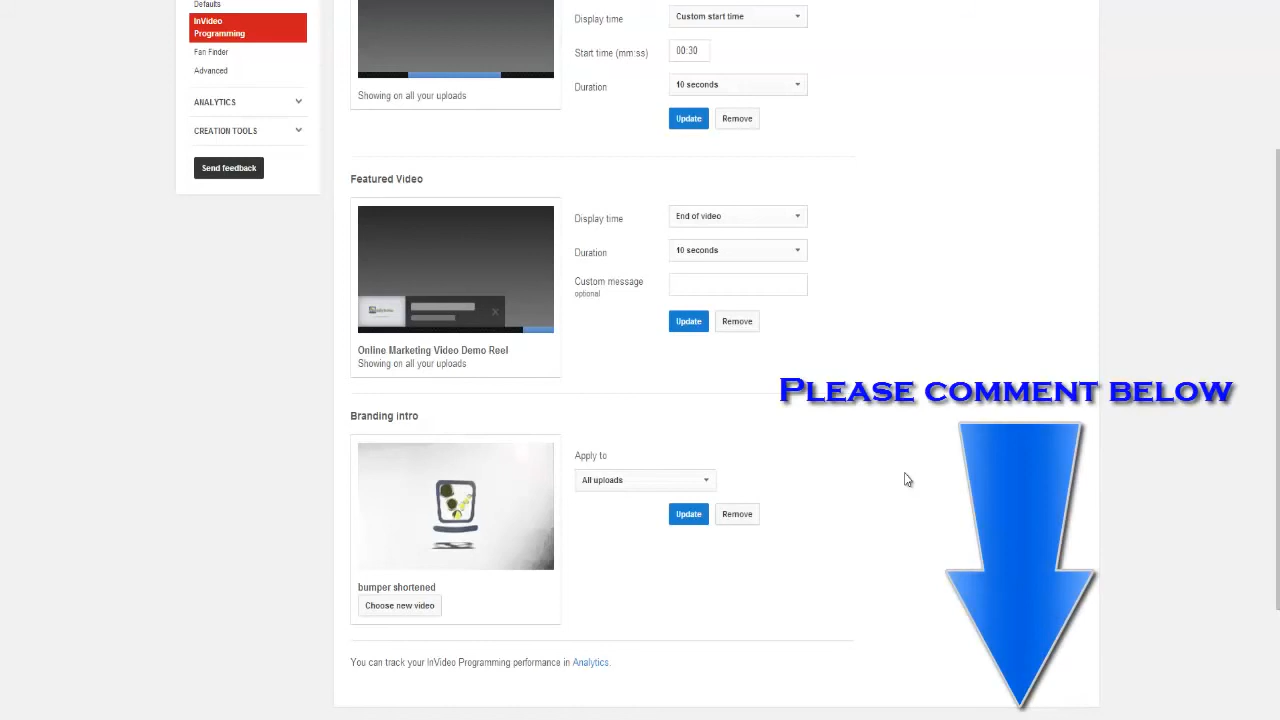 Defaults
InVideo
Programming
Fan Finder
Advanced
ANALYTICS
CREATION TOOLS
Send feedback
Display time
Custom start time
Start time (mm:ss)
00:30
Duration
10 seconds
Showing on all your uploads
Update
Remove
Featured Video
Display time
End of video
Duration
10 seconds
Custom message
optional
X
Update
Remove
Online Marketing Video Demo Reel
Showing on all your uploads
Please comment below
Branding intro
Apply to
All uploads
Update
Remove
bumper shortened
Choose new video
You can track your InVideo Programming performance in Analytics.